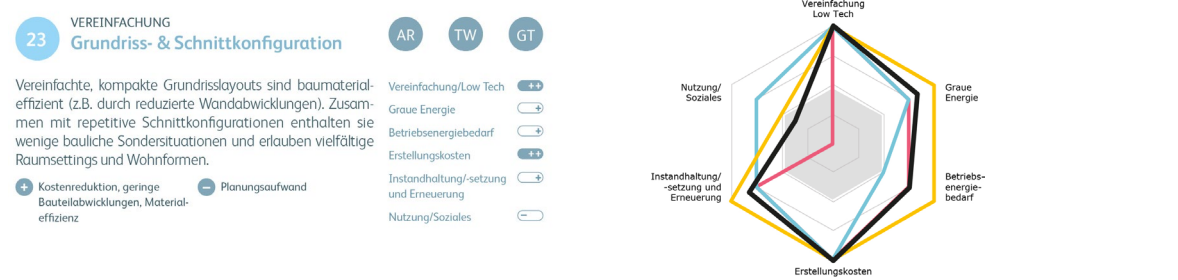 23
VEREINFACHUNG
Grundriss- & Schnittkonfiguration
AR
TW
GT
Vereinfachte, kompakte Grundrisslayouts sind baumaterial-
effizient (z.B. durch reduzierte Wandabwicklungen). Zusam-
men mit repetitive Schnittkonfigurationen enthalten sie
wenige bauliche Sondersituationen und erlauben vielfältige
Raumsettings und Wohnformen.
+ Kostenreduktion, geringe
Bauteilabwicklungen, Material-
effizienz
− Planungsaufwand
Vereinfachung/Low Tech ++
Graue Energie +
Betriebsenergiebedarf +
Erstellungskosten ++
Instandhaltung/-setzung +
und Erneuerung
Nutzung/Soziales −
Vereinfachung
Low Tech
Nutzung/
Soziales
Graue
Energie
Instandhaltung/
-setzung und
Erneuerung
Betriebs-
energie-
bedarf
Erstellungskosten